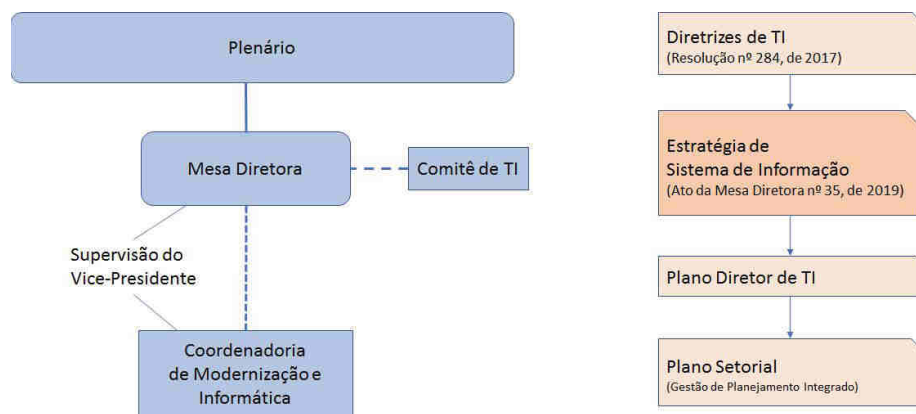 Plenário
Mesa Diretora
Comitê de TI
Supervisão do
Vice-Presidente
Coordenadoria
de Modernização e
Informática
Diretrizes de TI
(Resolução nº 284, de 2017)
Estratégia de
Sistema de Informação
(Ato da Mesa Diretora nº 35, de 2019)
Plano Diretor de TI
Plano Setorial
(Gestão de Planejamento Integrado)